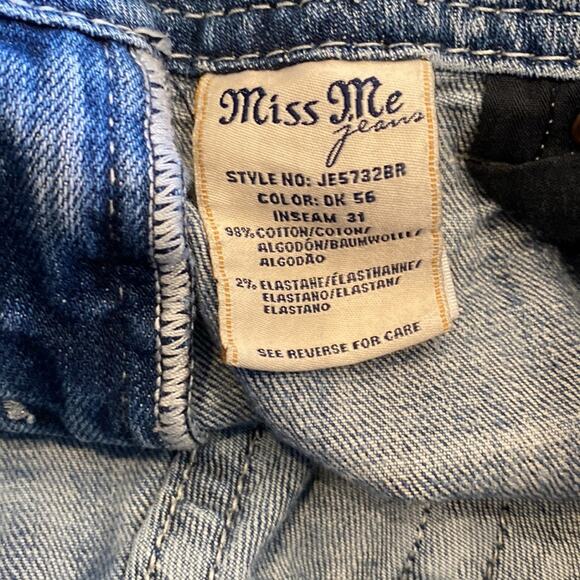 Miss Me
jeans
STYLE NO: JE5732BR
COLOR: DK 56
INSEAM 31
98% COTTON/COTON/
ALGODÓN/BAUMWOLLE/
ALGODÃO
2% ELASTANE/ÉLASTHANNE/
ELASTANO/ELASTAN/
ELASTANO
SEE REVERSE FOR CARE